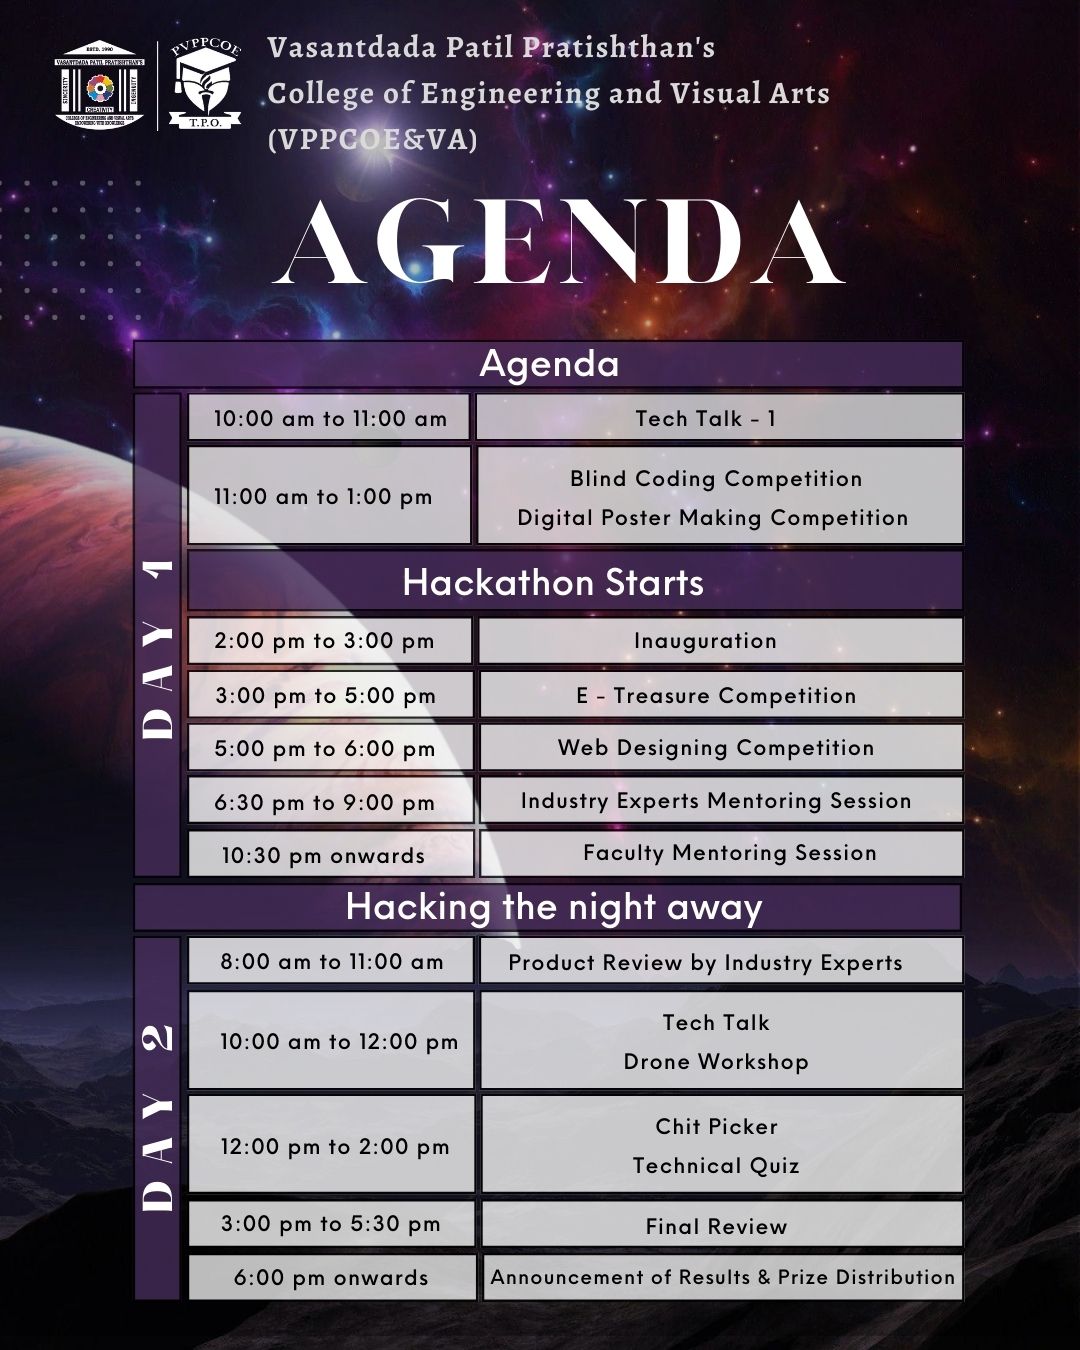 ESTD. 1990
VASANTDADA PATIL PRATISHTHAN'S
SINCERITY
INGENUITY
CREATIVITY
COLLEGE OF ENGINEERING AND VISUAL ARTS
PVPPCOE
T.P.O.
Vasantdada Patil Pratishthan's
College of Engineering and Visual Arts
(VPPCOE&VA)
AGENDA
Agenda
DAY 1
10:00 am to 11:00 am Tech Talk - 1
11:00 am to 1:00 pm
Blind Coding Competition
Digital Poster Making Competition
Hackathon Starts
2:00 pm to 3:00 pm Inauguration
3:00 pm to 5:00 pm E - Treasure Competition
5:00 pm to 6:00 pm Web Designing Competition
6:30 pm to 9:00 pm Industry Experts Mentoring Session
10:30 pm onwards Faculty Mentoring Session
Hacking the night away
DAY 2
8:00 am to 11:00 am Product Review by Industry Experts
10:00 am to 12:00 pm
Tech Talk
Drone Workshop
12:00 pm to 2:00 pm
Chit Picker
Technical Quiz
3:00 pm to 5:30 pm Final Review
6:00 pm onwards Announcement of Results & Prize Distribution